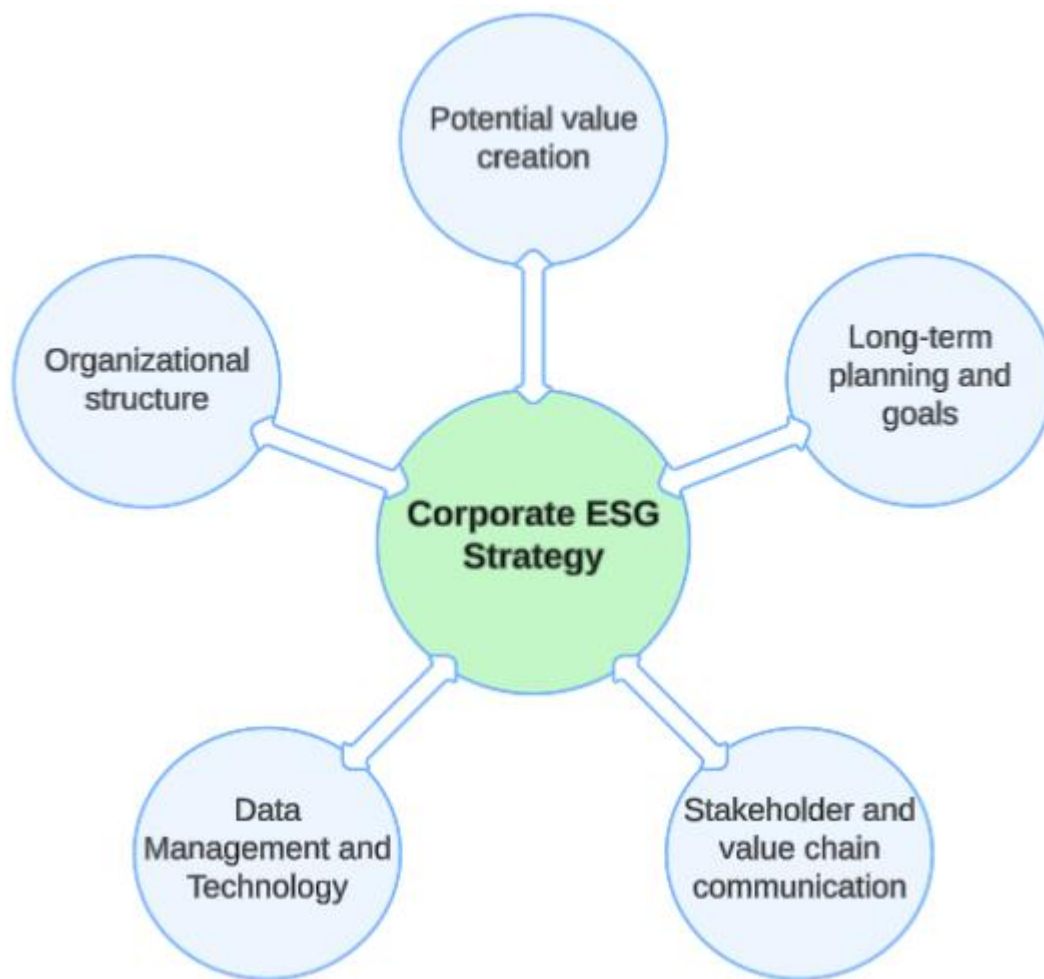 Potential value
creation
Organizational
structure
Long-term
planning and
goals
Corporate ESG
Strategy
Data
Management and
Technology
Stakeholder and
value chain
communication